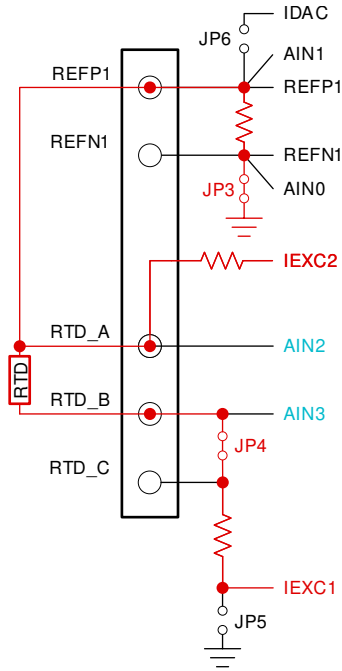 IDAC
JP6
AIN1
REFP1
REFP1
REFN1
REFN1
JP3
AIN0
IEXC2
RTD_A
AIN2
RTD
RTD_B
AIN3
JP4
RTD_C
IEXC1
JP5